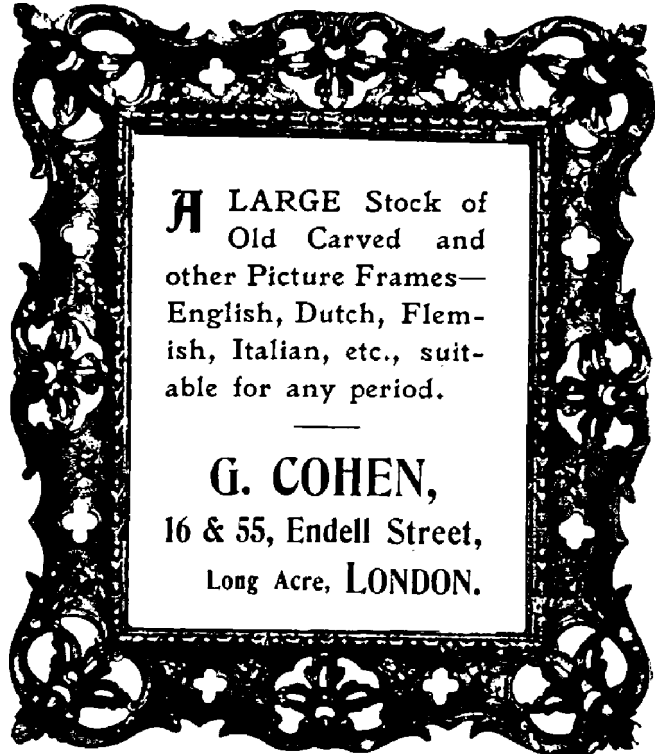 A LARGE Stock of
Old Carved and
other Picture Frames—
English, Dutch, Flem-
ish, Italian, etc., suit-
able for any period.
G. COHEN,
16 & 55, Endell Street,
Long Acre, LONDON.